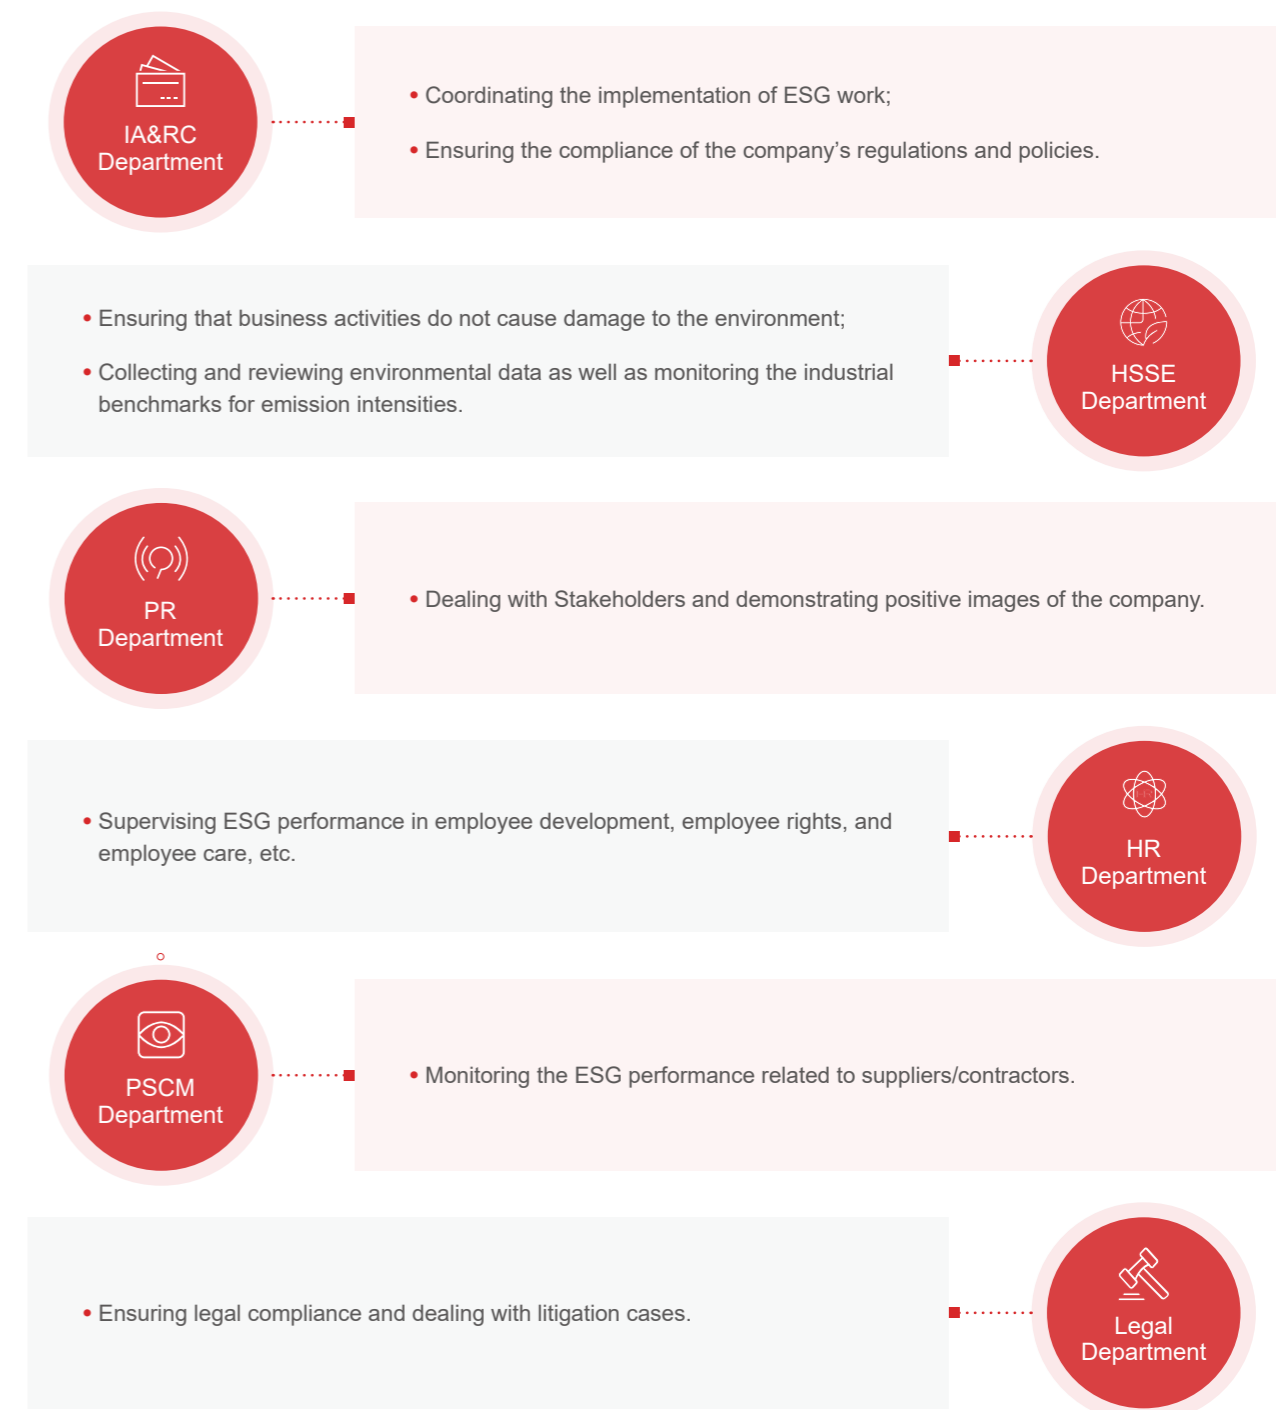 IA&RC
Department
• Coordinating the implementation of ESG work;
• Ensuring the compliance of the company’s regulations and policies.
• Ensuring that business activities do not cause damage to the environment;
• Collecting and reviewing environmental data as well as monitoring the industrial
benchmarks for emission intensities.
HSSE
Department
PR
Department
• Dealing with Stakeholders and demonstrating positive images of the company.
• Supervising ESG performance in employee development, employee rights, and
employee care, etc.
HR
HR
Department
PSCM
Department
• Monitoring the ESG performance related to suppliers/contractors.
• Ensuring legal compliance and dealing with litigation cases.
Legal
Department